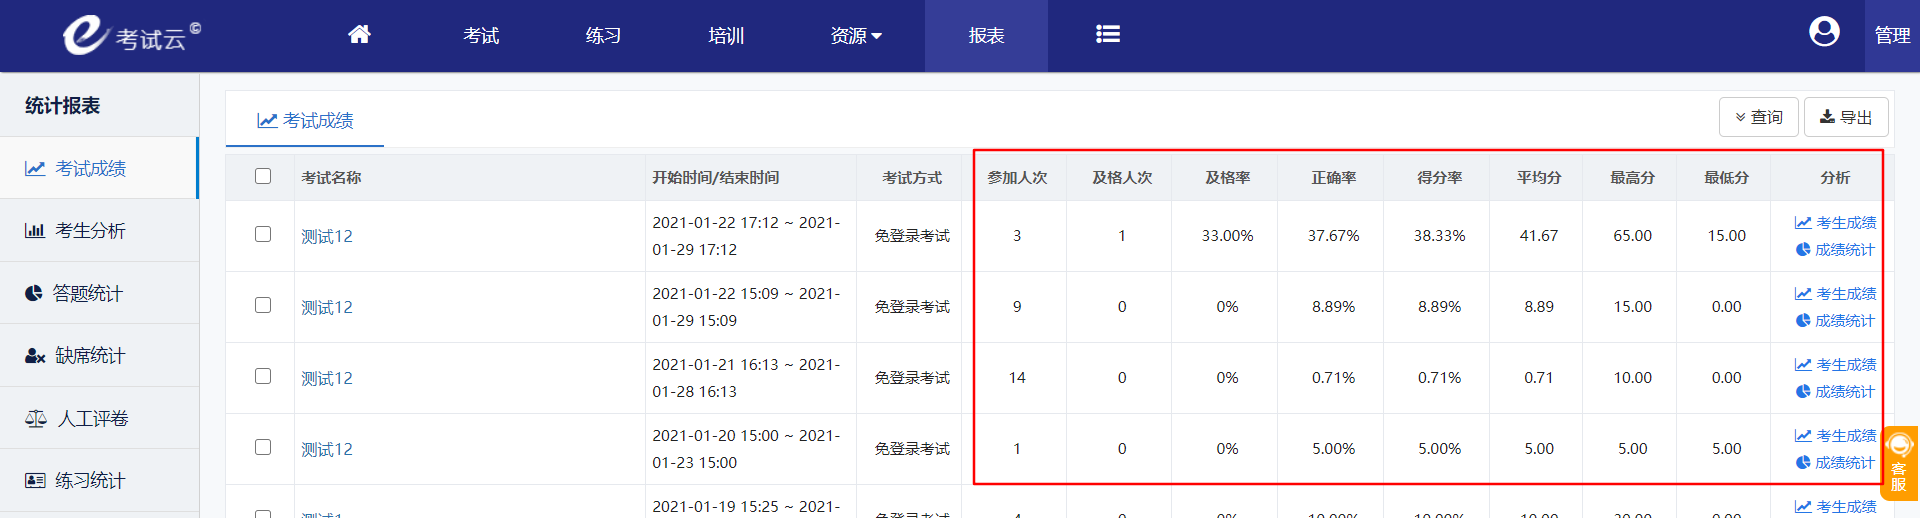 考试云©
考试
练习
培训
资源
报表
管理
统计报表
考试成绩
考生分析
答题统计
缺席统计
人工评卷
练习统计
考试成绩
查询
导出
考试名称 开始时间/结束时间 考试方式 参加人次 及格人次 及格率 正确率 得分率 平均分 最高分 最低分 分析
测试12 2021-01-22 17:12 ~ 2021-01-29 17:12 免登录考试 3 1 33.00% 37.67% 38.33% 41.67 65.00 15.00 考生成绩 成绩统计
测试12 2021-01-22 15:09 ~ 2021-01-29 15:09 免登录考试 9 0 0% 8.89% 8.89% 8.89 15.00 0.00 考生成绩 成绩统计
测试12 2021-01-21 16:13 ~ 2021-01-28 16:13 免登录考试 14 0 0% 0.71% 0.71% 0.71 10.00 0.00 考生成绩 成绩统计
测试12 2021-01-20 15:00 ~ 2021-01-23 15:00 免登录考试 1 0 0% 5.00% 5.00% 5.00 5.00 5.00 考生成绩 成绩统计
2021-01-19 15:25 ~ 2021- 考生成绩
客服